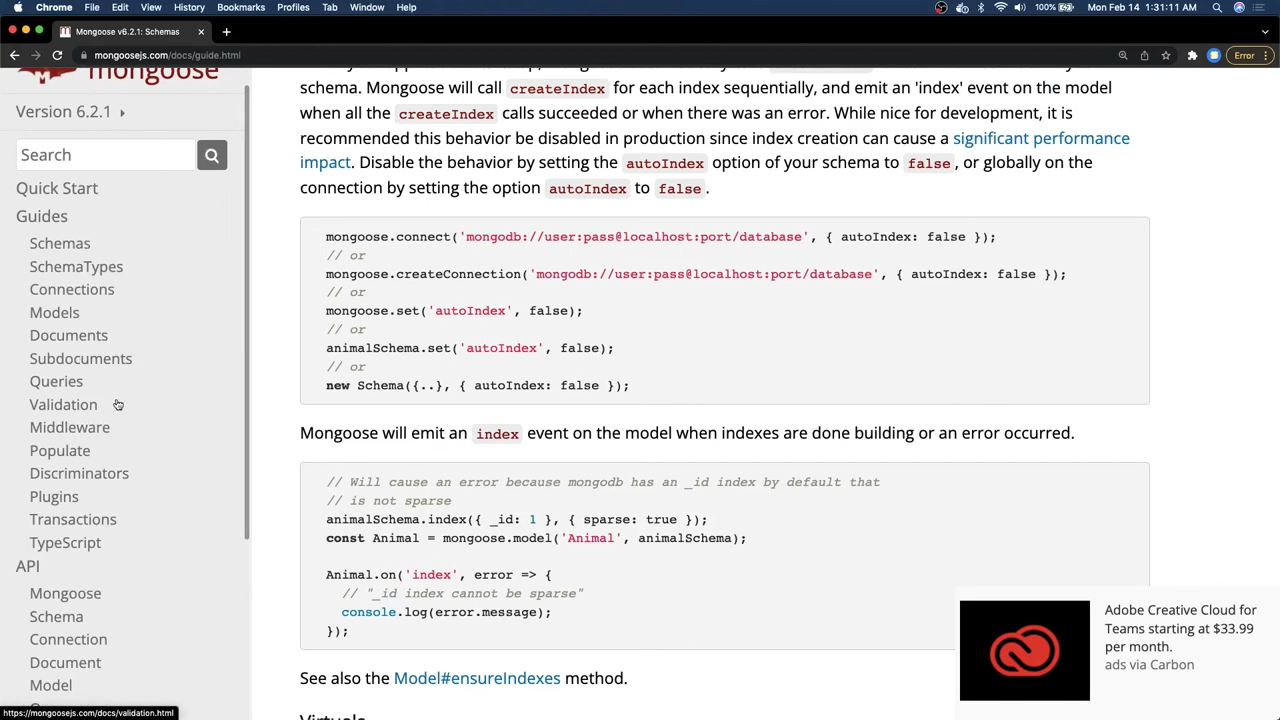 Chrome File Edit View History Bookmarks Profiles Tab Window Help 100% Mon Feb 14 1:31:11 AM
Mongoose v6.2.1: Schemas
mongoosejs.com/docs/guide.html Error
mongoose
Version 6.2.1
Search
Quick Start
Guides
Schemas
SchemaTypes
Connections
Models
Documents
Subdocuments
Queries
Validation
Middleware
Populate
Discriminators
Plugins
Transactions
TypeScript
API
Mongoose
Schema
Connection
Document
Model
https://mongoosejs.com/docs/validation.html
schema. Mongoose will call createIndex for each index sequentially, and emit an 'index' event on the model
when all the createIndex calls succeeded or when there was an error. While nice for development, it is
recommended this behavior be disabled in production since index creation can cause a significant performance
impact. Disable the behavior by setting the autoIndex option of your schema to false, or globally on the
connection by setting the option autoIndex to false.
mongoose.connect('mongodb://user:pass@localhost:port/database', { autoIndex: false });
// or
mongoose.createConnection('mongodb://user:pass@localhost:port/database', { autoIndex: false });
// or
mongoose.set('autoIndex', false);
// or
animalSchema.set('autoIndex', false);
// or
new Schema({..}, { autoIndex: false });
Mongoose will emit an index event on the model when indexes are done building or an error occurred.
// Will cause an error because mongodb has an _id index by default that
// is not sparse
animalSchema.index({ _id: 1 }, { sparse: true });
const Animal = mongoose.model('Animal', animalSchema);
Animal.on('index', error => {
// "_id index cannot be sparse"
console.log(error.message);
});
See also the Model#ensureIndexes method.
Virtuals
Adobe Creative Cloud for
Teams starting at $33.99
per month.
ads via Carbon